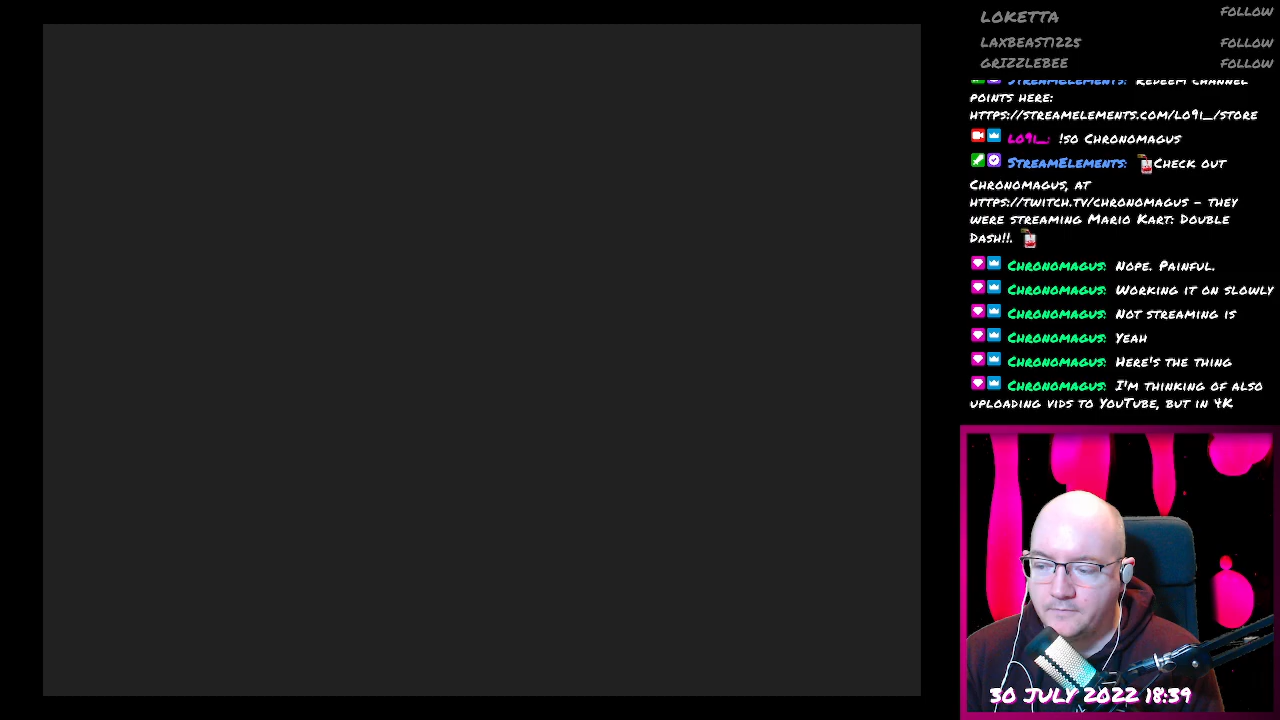 LOKETTA FOLLOW
LAXBEAST1225 FOLLOW
GRIZZLEBEE FOLLOW
StreamElements: Redeem channel
points here:
https://streamelements.com/lo9i_/store
lo9i_: !so Chronomagus
StreamElements: Check out
Chronomagus, at
https://twitch.tv/chronomagus - they
were streaming Mario Kart: Double
Dash!!.
Chronomagus: Nope. Painful.
Chronomagus: Working it on slowly
Chronomagus: Not streaming is
Chronomagus: Yeah
Chronomagus: Here's the thing
Chronomagus: I'm thinking of also
uploading vids to YouTube, but in 4K
30 JULY 2022 18:39